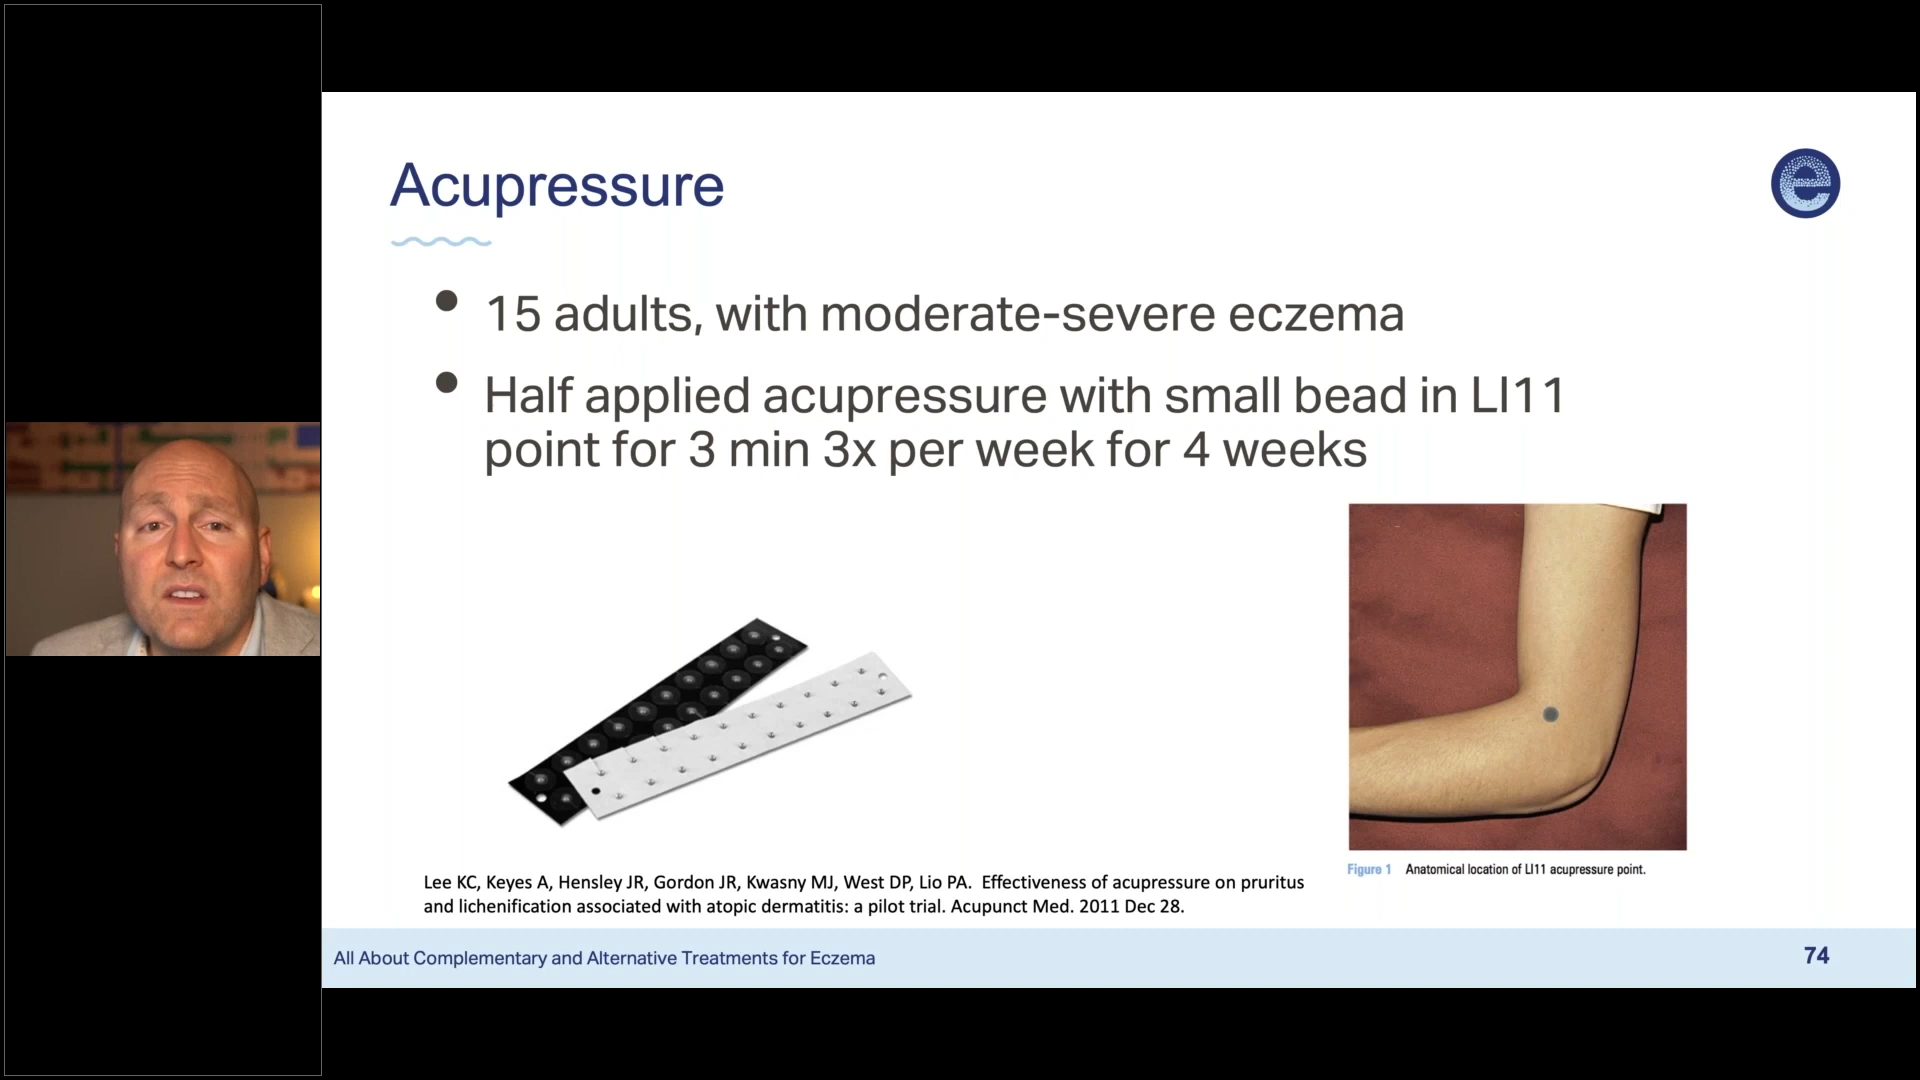 Acupressure
15 adults, with moderate-severe eczema
Half applied acupressure with small bead in LI11
point for 3 min 3x per week for 4 weeks
Figure 1 Anatomical location of LI11 acupressure point.
Lee KC, Keyes A, Hensley JR, Gordon JR, Kwasny MJ, West DP, Lio PA. Effectiveness of acupressure on pruritus
and lichenification associated with atopic dermatitis: a pilot trial. Acupunct Med. 2011 Dec 28.
All About Complementary and Alternative Treatments for Eczema
74